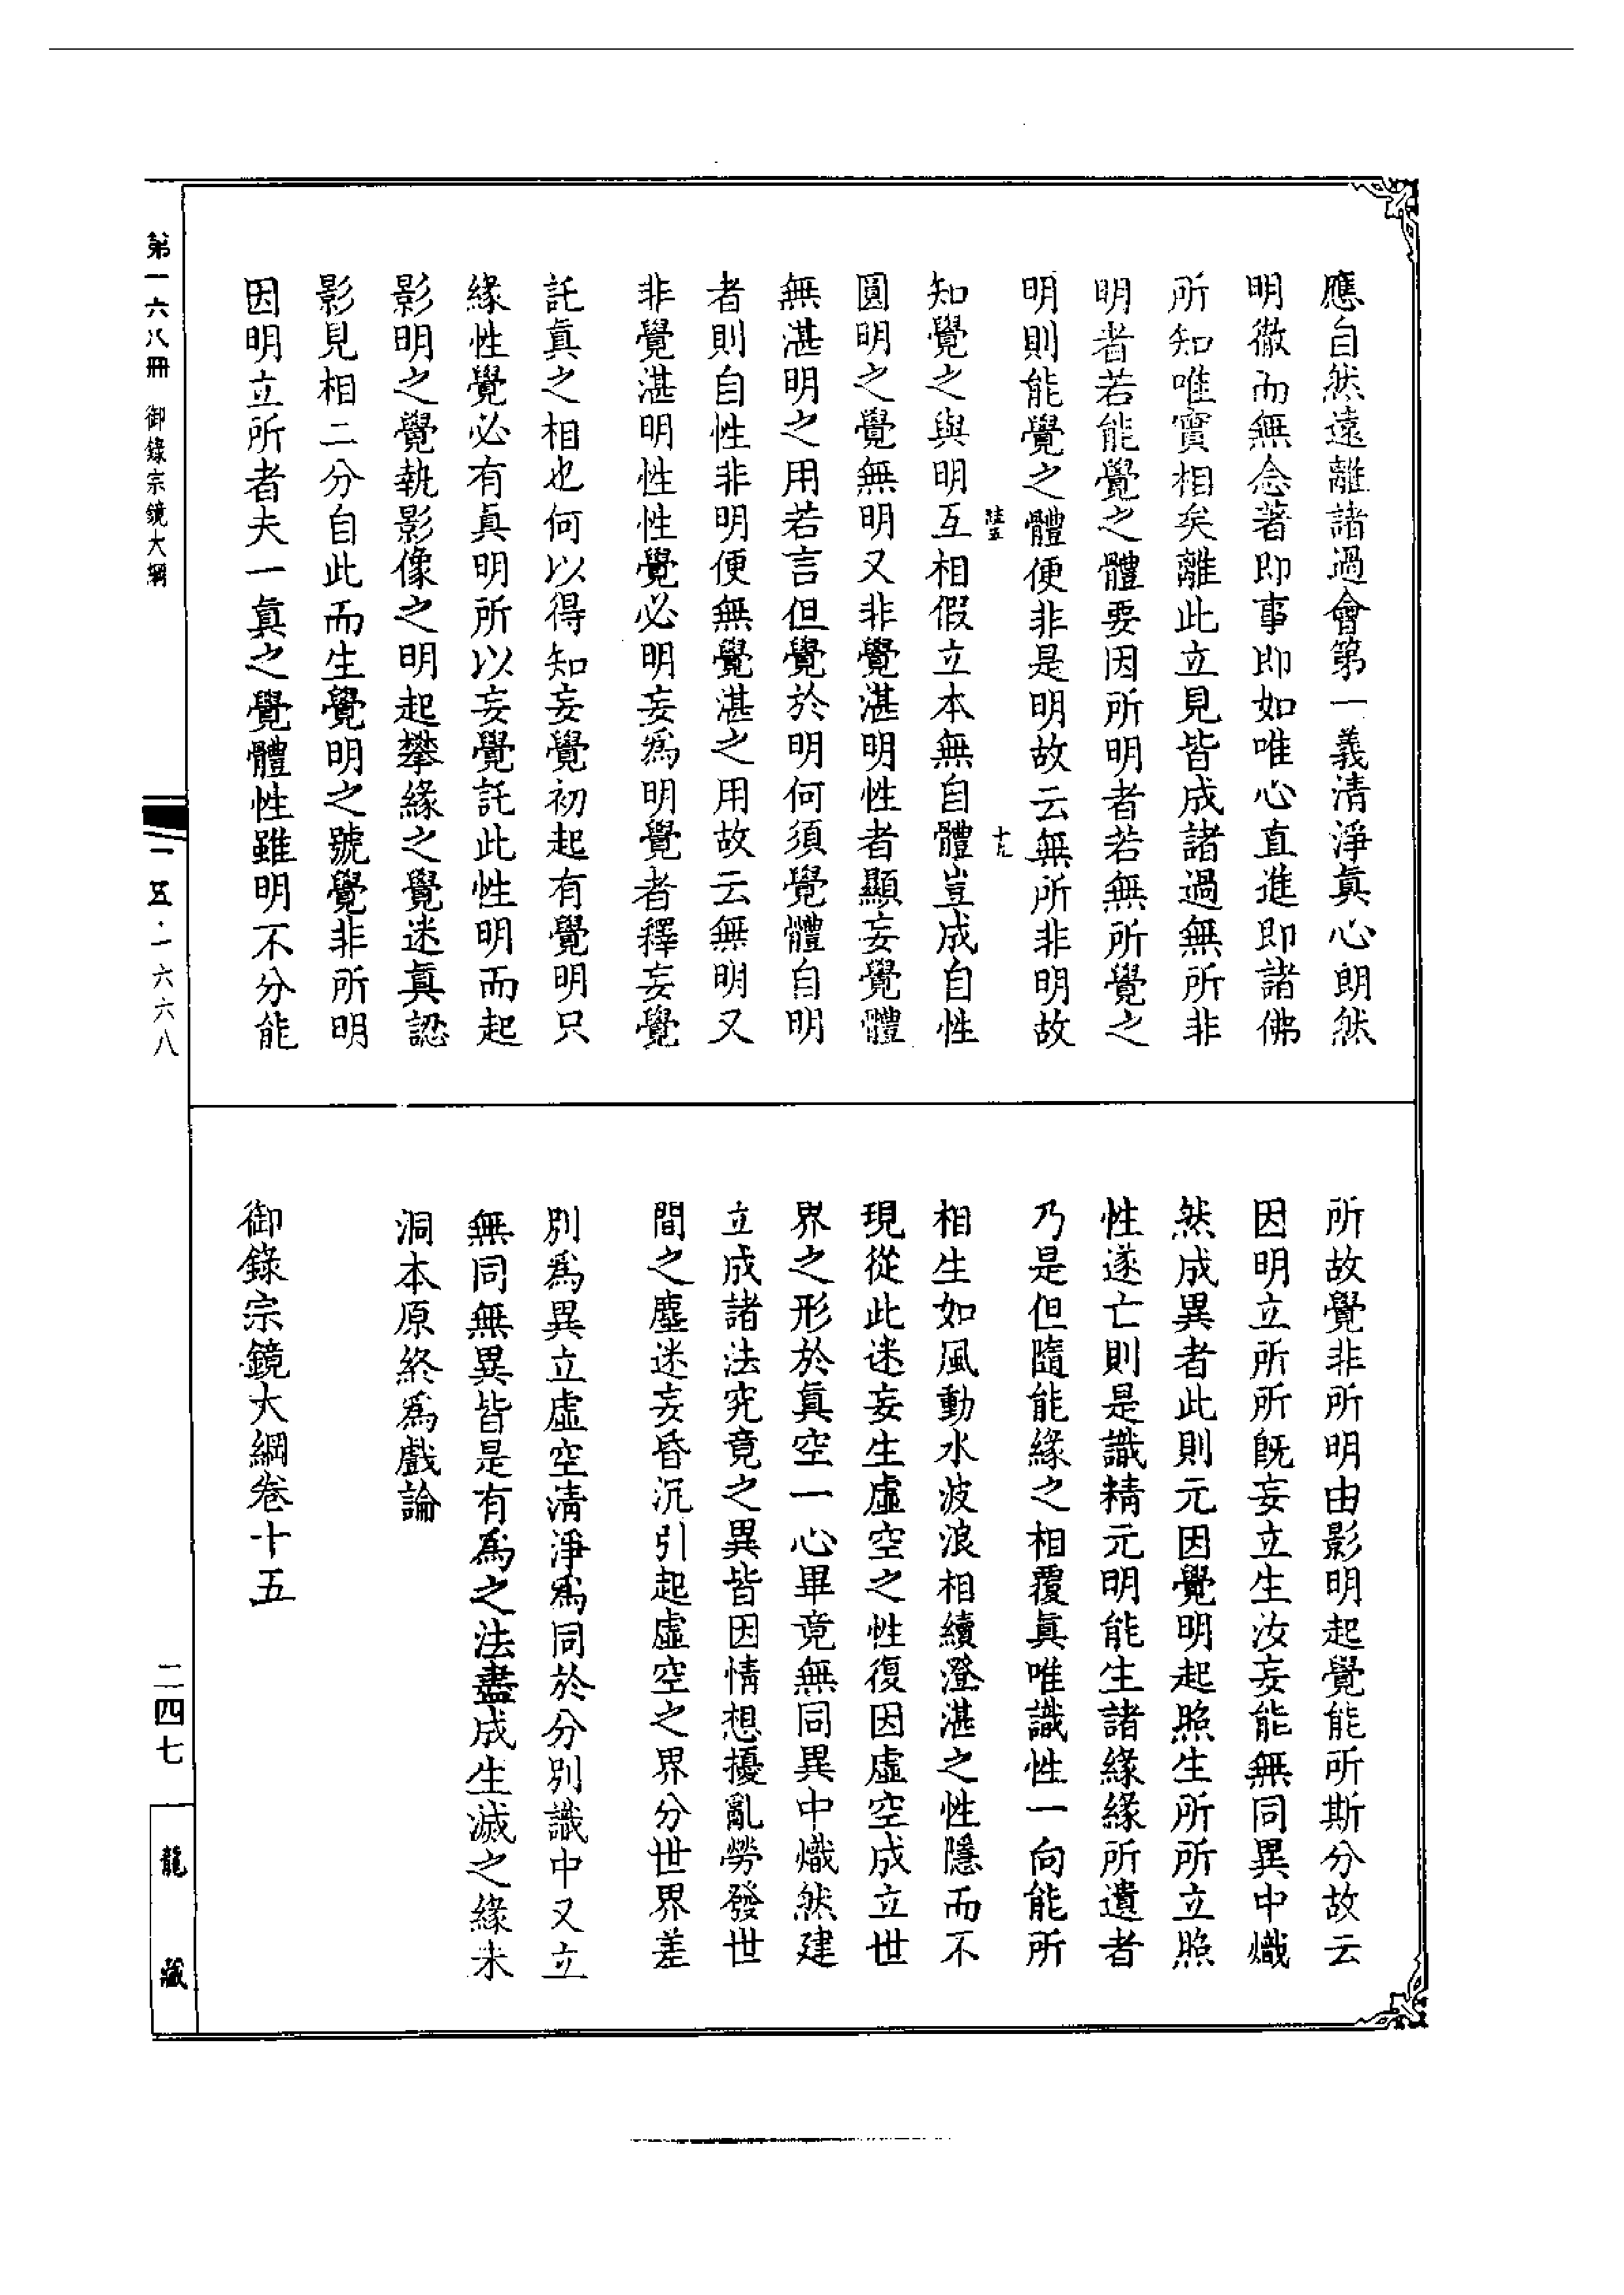 應自然遠離諸過會第一義清淨真心朗然
明徹而無念著即事即如唯心直進即諸佛
所知唯實相矣離此立見皆成諸過無所非
明者若能覺之體要因所明者若無所覺之
明則能覺之體便非是明故云無所非明故
陸五
十九
知覺之與明互相假立本無自體豈成自性
圓明之覺無明又非覺湛明性者顯妄覺體
無湛明之用若言但覺於明何須覺體自明
者則自性非明便無覺湛之用故云無明又
非覺湛明性性覺必明妄為明覺者釋妄覺
託真之相也何以得知妄覺初起有覺明只
緣性覺必有真明所以妄覺託此性明而起
影明之覺執影像之明起攀緣之覺迷真認
影見相二分自此而生覺明之號覺非所明
因明立所者夫一真之覺體性雖明不分能
所故覺非所明由影明起覺能所斯分故云
因明立所所既妄立生汝妄能無同異中熾
然成異者此則元因覺明起照生所所立照
性遂亡則是識精元明能生諸緣緣所遺者
乃是但隨能緣之相覆真唯識性一向能所
相生如風動水波浪相續澄湛之性隱而不
現從此迷妄生虛空之性復因虛空成立世
界之形於真空一心畢竟無同異中熾然建
立成諸法究竟之異皆因情想擾亂勞發世
間之塵迷妄昏沉引起虛空之界分世界差
別為異立虛空清淨為同於分別識中又立
無同無異皆是有為之法盡成生滅之緣未
洞本原終為戲論
御錄宗鏡大綱卷十五
第一六八冊 御錄宗鏡大綱
一五·一六六八
二四七
龍藏